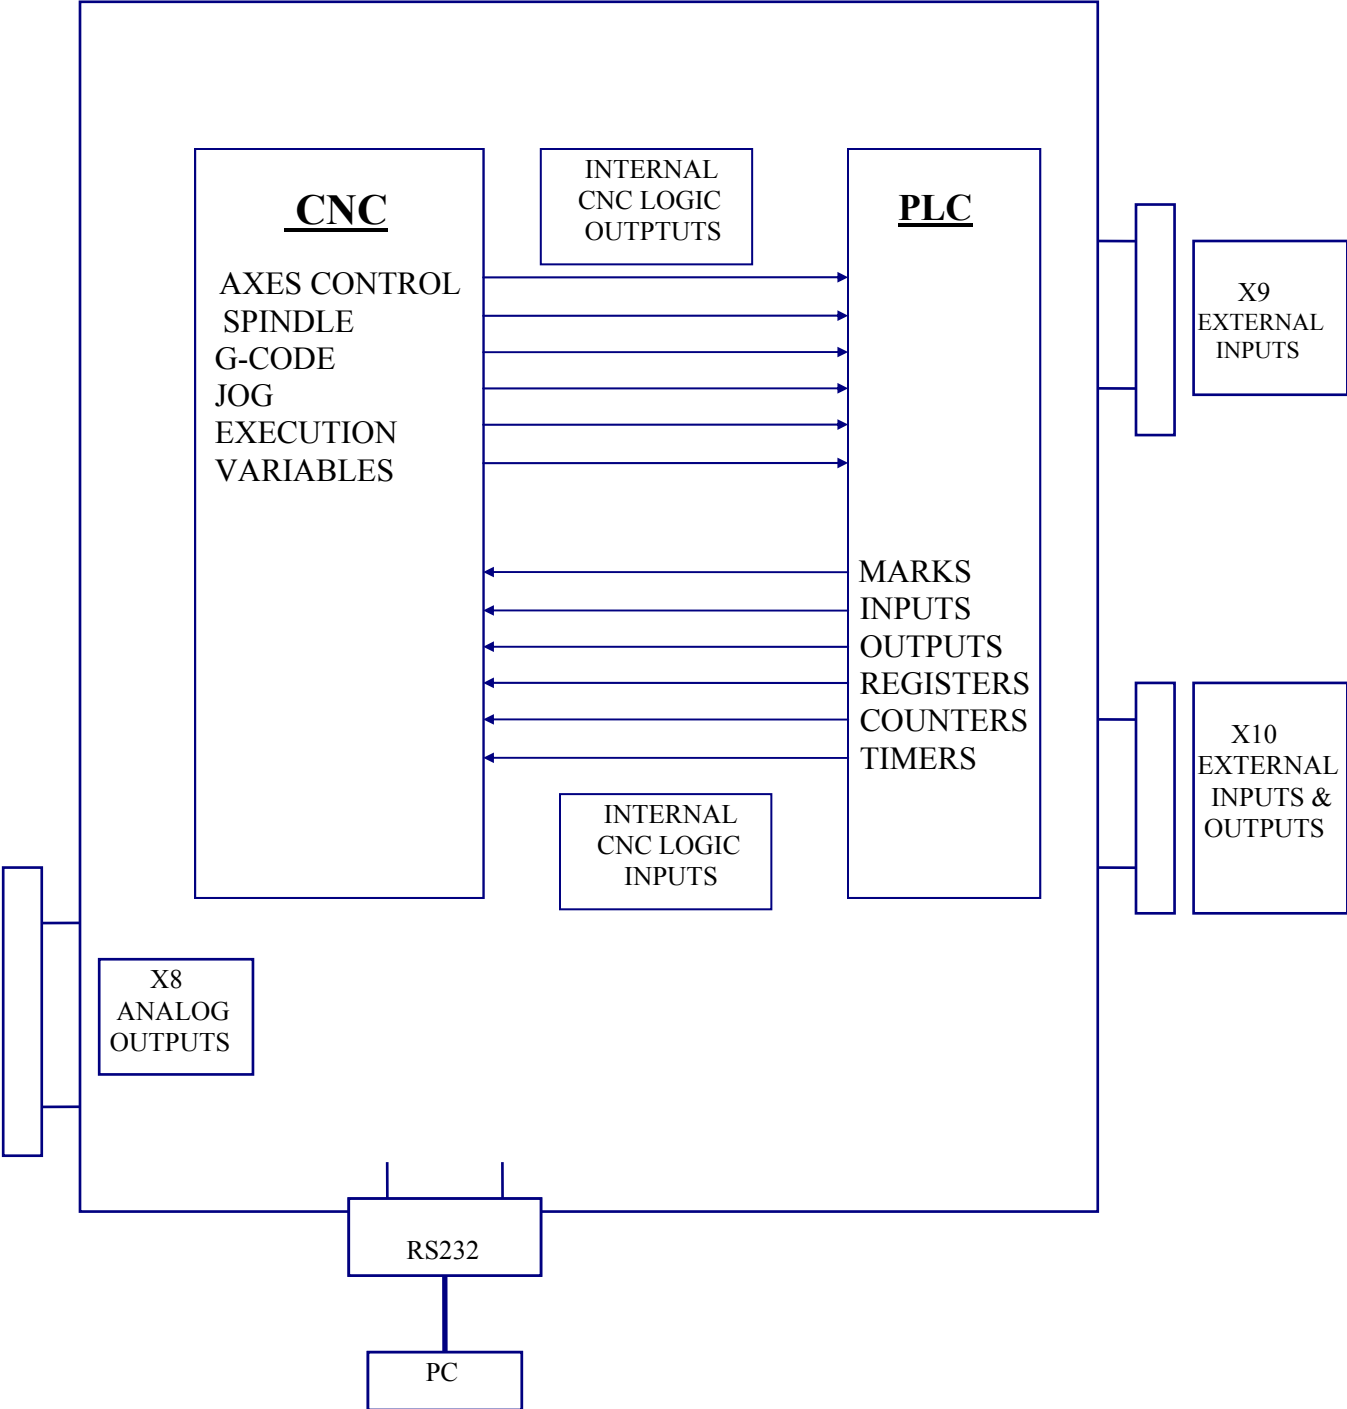 CNC
AXES CONTROL
SPINDLE
G-CODE
JOG
EXECUTION
VARIABLES
INTERNAL
CNC LOGIC
OUTPTUTS
PLC
MARKS
INPUTS
OUTPUTS
REGISTERS
COUNTERS
TIMERS
INTERNAL
CNC LOGIC
INPUTS
X9
EXTERNAL
INPUTS
X10
EXTERNAL
INPUTS &
OUTPUTS
X8
ANALOG
OUTPUTS
RS232
PC